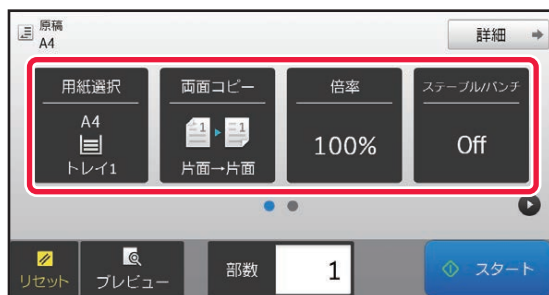 原稿
A4
詳細
用紙選択
A4
トレイ1
両面コピー
1 1
片面→片面
倍率
100%
ステープル/パンチ
Off
リセット
プレビュー
部数
1
スタート